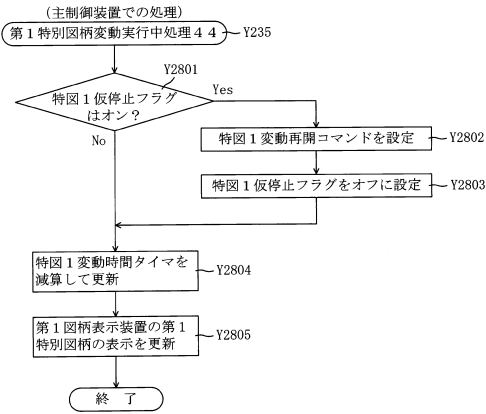 (主制御装置での処理)
第1特別図柄変動実行中処理44
Y235
Y2801
特図1仮停止フラグ
はオン?
Yes
No
特図1変動再開コマンドを設定
Y2802
特図1仮停止フラグをオフに設定
Y2803
特図1変動時間タイマを
減算して更新
Y2804
第1図柄表示装置の第1
特別図柄の表示を更新
Y2805
終 了